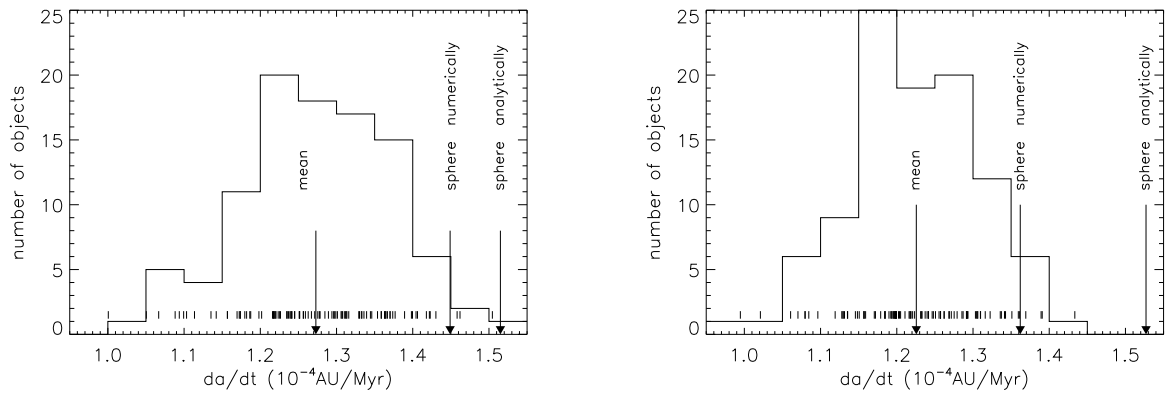 25
20
15
10
5
0
number of objects
mean
sphere numerically
sphere analytically
1.0 1.1 1.2 1.3 1.4 1.5
da/dt (10⁻⁴AU/Myr)
25
20
15
10
5
0
number of objects
mean
sphere numerically
sphere analytically
1.0 1.1 1.2 1.3 1.4 1.5
da/dt (10⁻⁴AU/Myr)